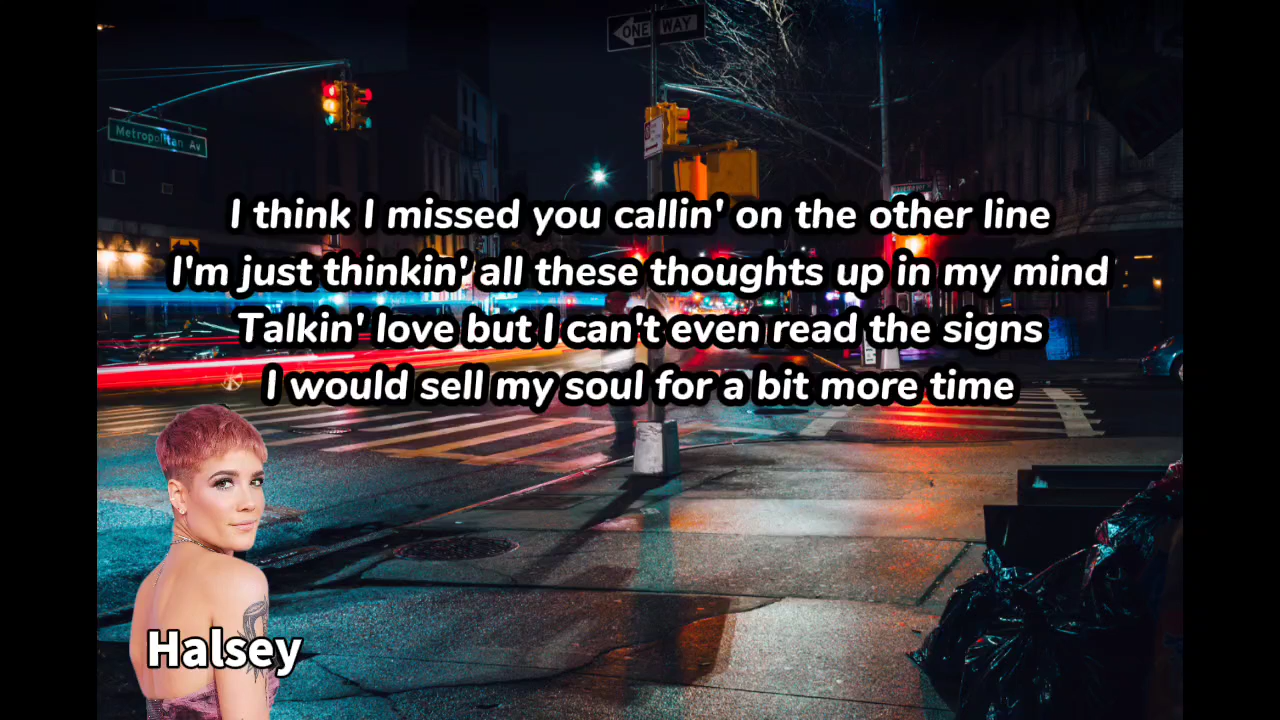 ONE WAY
Metropolitan Av
I think I missed you callin' on the other line
I'm just thinkin' all these thoughts up in my mind
Talkin' love but I can't even read the signs
I would sell my soul for a bit more time
Halsey